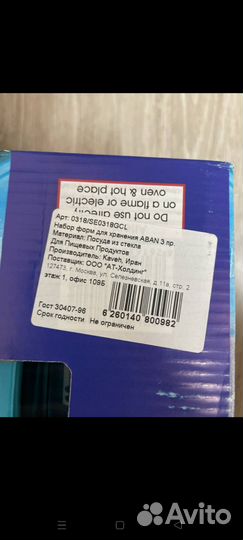 Do not use directly
on a flame or electric
oven & hot place
Арт: 0318/SE0318GCL
Набор форм для хранения ABAN 3 пр.
Материал: Посуда из стекла
Для Пищевых Продуктов
Производитель: Kaveh, Иран
Поставщик: ООО "АТ-Холдинг"
127473, г. Москва, ул. Селезневская, д. 11а, стр. 2
этаж 1, офис 109Б
Гост 30407-96
Срок годности Не ограничен
6 260140 800982
Avito